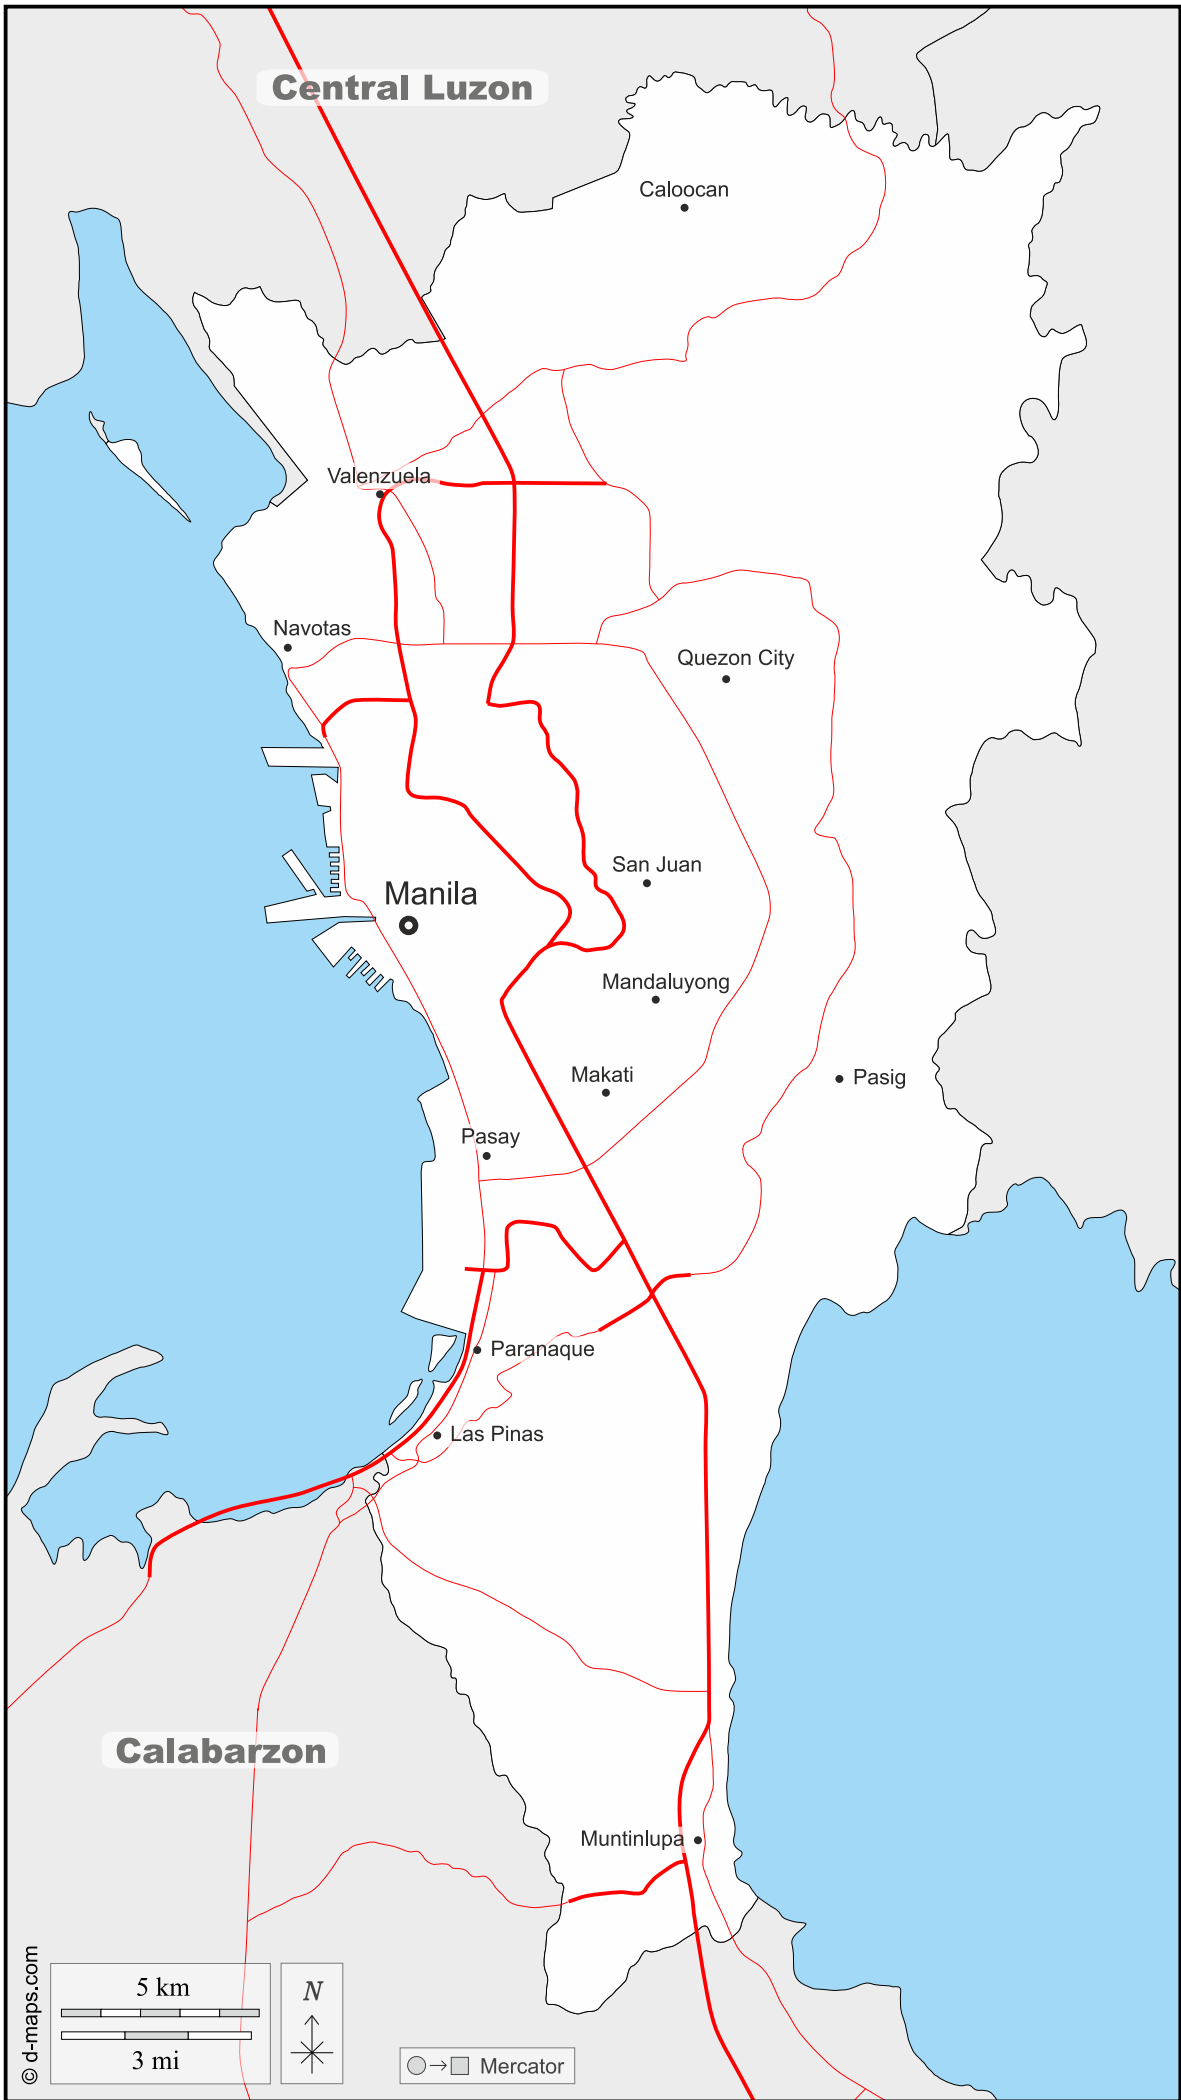 Central Luzon
Caloocan
Valenzuela
Navotas
Quezon City
San Juan
Manila
Mandaluyong
Makati
Pasig
Pasay
Paranaque
Las Pinas
Calabarzon
Muntinlupa
© d-maps.com
5 km
3 mi
N
Mercator